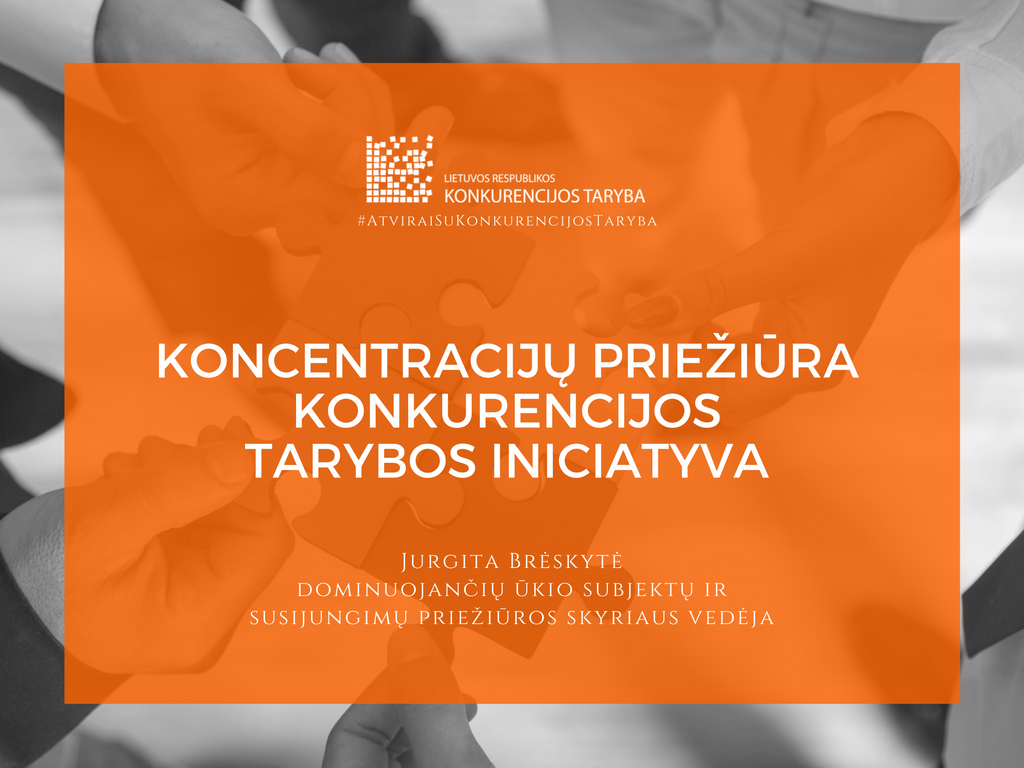 LIETUVOS RESPUBLIKOS
KONKURENCIJOS TARYBA
#AtviraiSuKonkurencijosTaryba
KONCENTRACIJŲ PRIEŽIŪRA
KONKURENCIJOS
TARYBOS INICIATYVA
Jurgita Brėskytė
dominuojančių ūkio subjektų ir
susijungimų priežiūros skyriaus vedėja